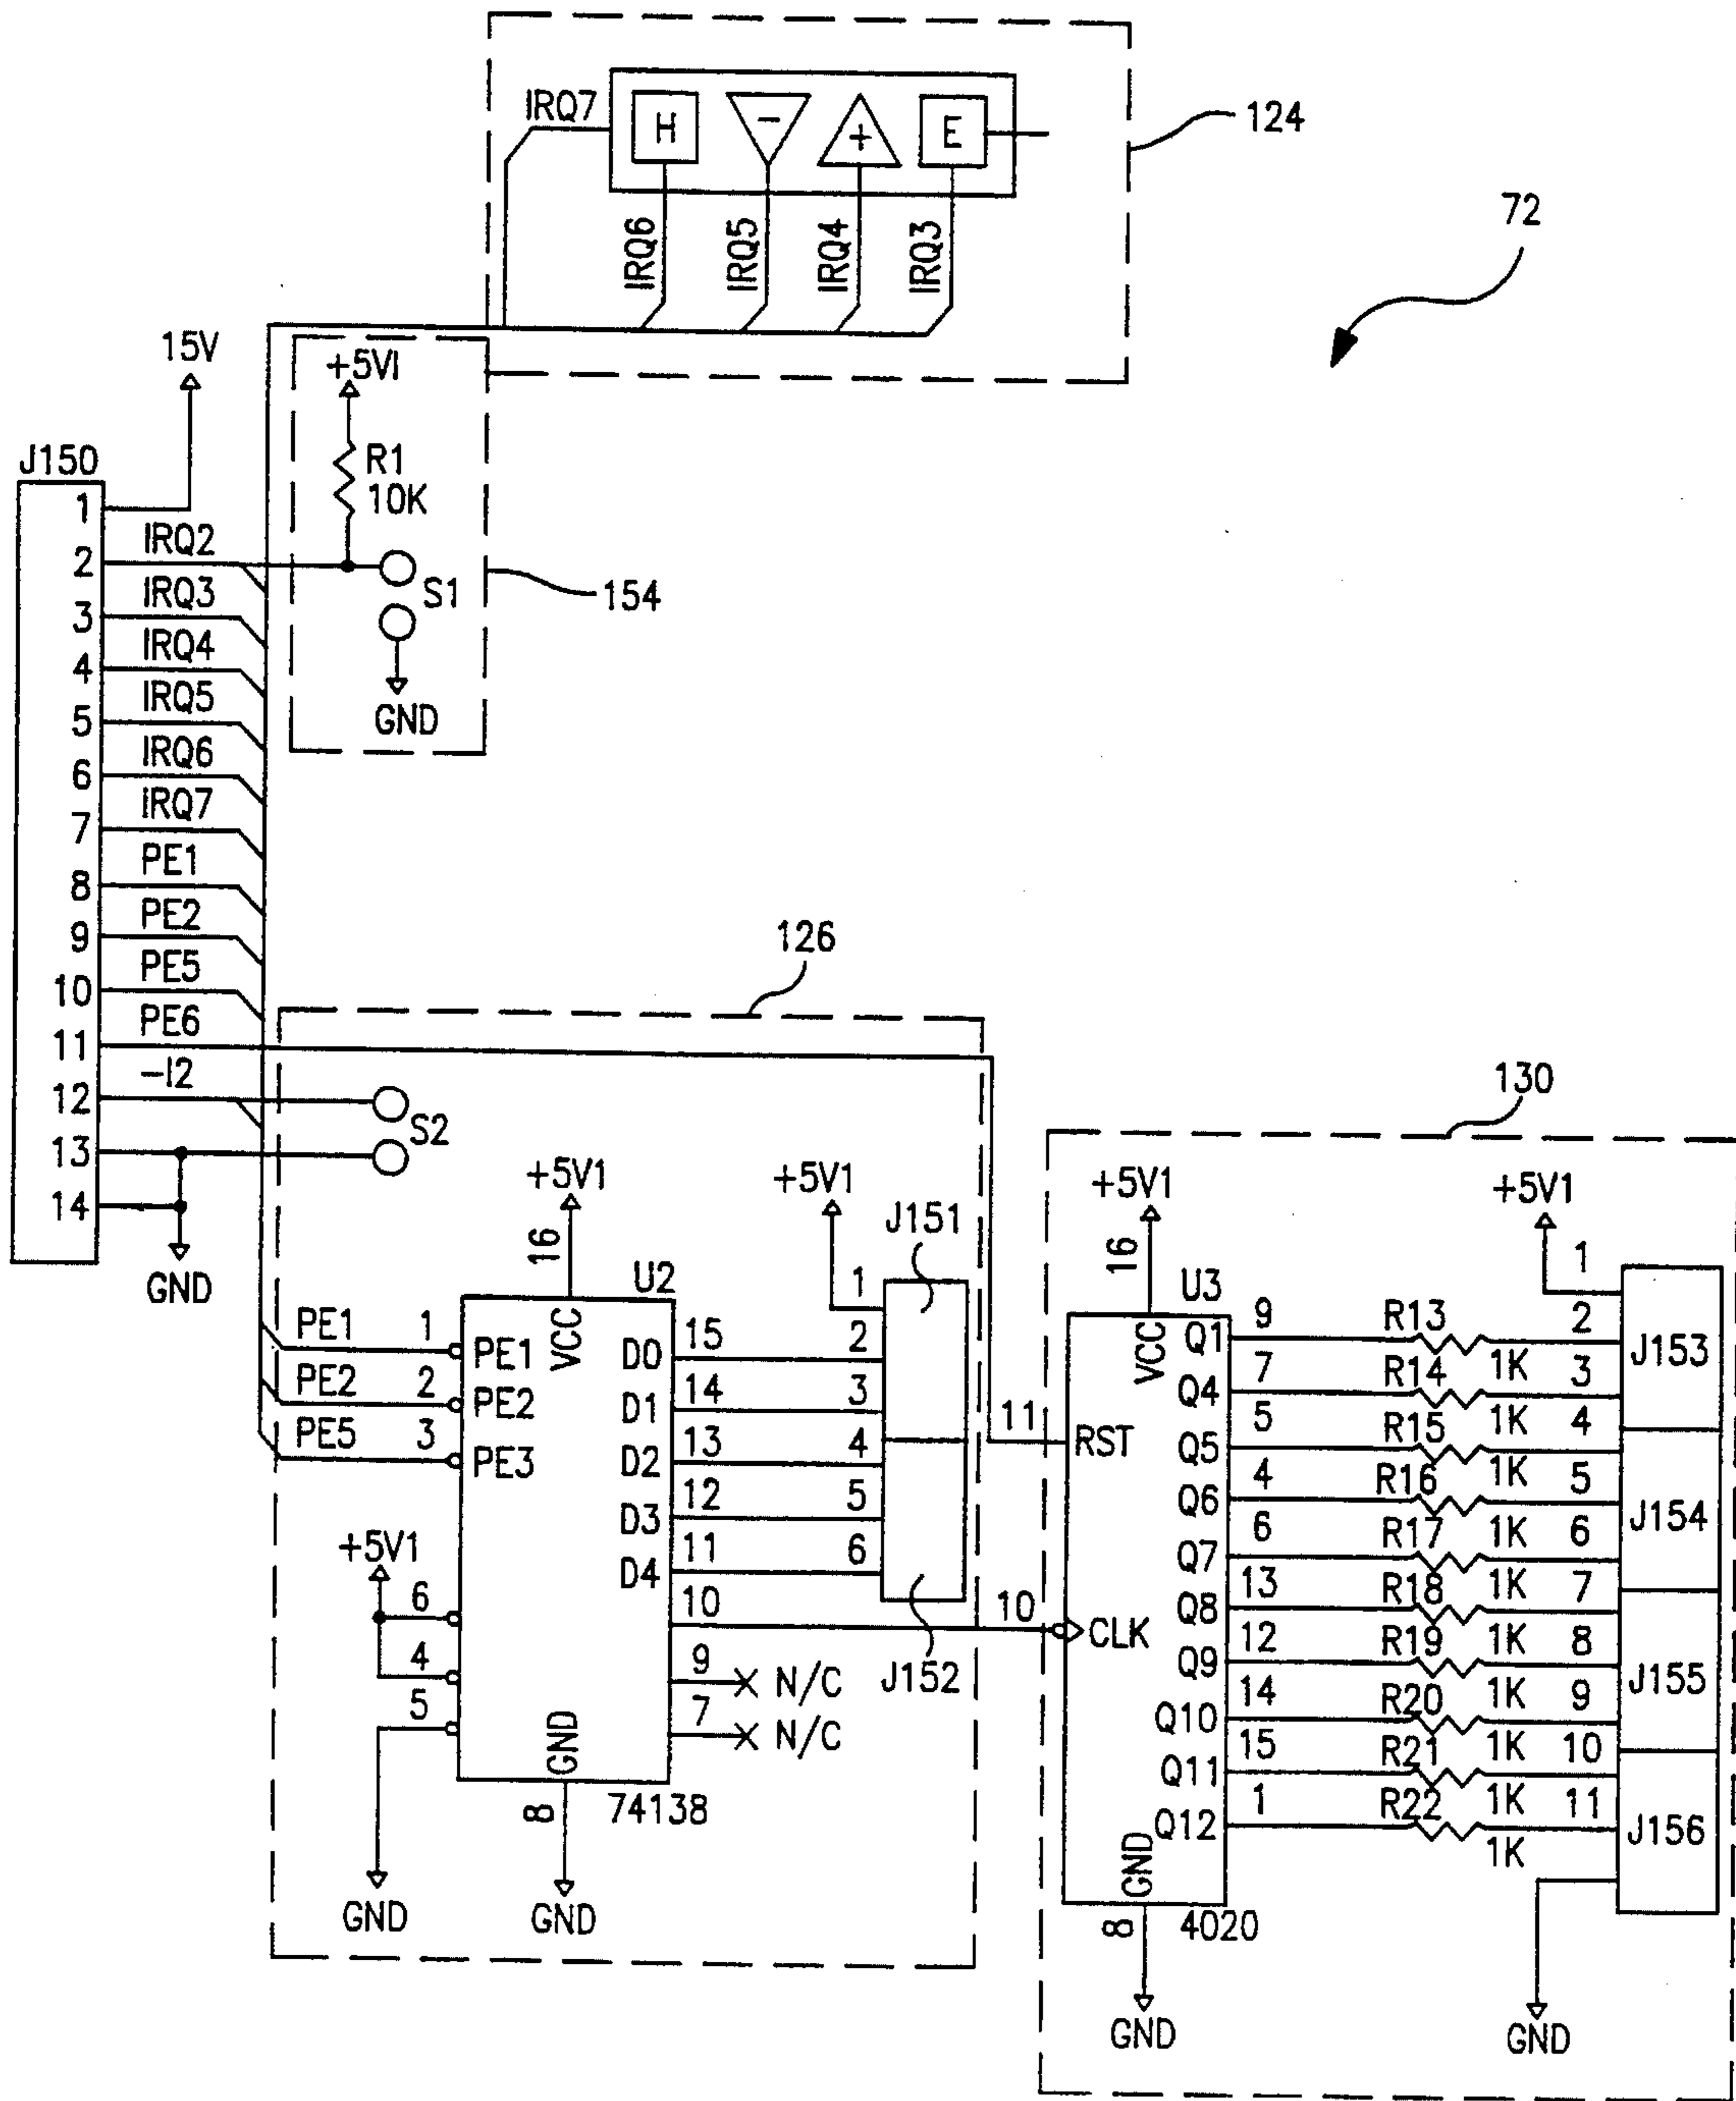 IRQ7
H
-
+
E
124
IRQ6
IRQ5
IRQ4
IRQ3
72
15V
+5VI
R1
10K
S1
GND
154
J150
1
2 IRQ2
3 IRQ3
4 IRQ4
5 IRQ5
6 IRQ6
7 IRQ7
8 PE1
9 PE2
10 PE5
11 PE6
12 -I2
13
14
S2
GND
126
+5V1
16
U2
VCC
PE1 1 PE1
PE2 2 PE2
PE5 3 PE3
+5V1
6
4
5
GND
D0 15
D1 14
D2 13
D3 12
D4 11
10
9 N/C
7 N/C
GND
8
74138
GND
+5V1
J151
1
2
3
4
5
6
J152
130
+5V1
16
U3
VCC
11 RST
10 CLK
Q1 9 R13 1K
Q4 7 R14 1K
Q5 5 R15 1K
Q6 4 R16 1K
Q7 6 R17 1K
Q8 13 R18 1K
Q9 12 R19 1K
Q10 14 R20 1K
Q11 15 R21 1K
Q12 1 R22 1K
GND
8
4020
GND
+5V1
1
2
3
4
5
6
7
8
9
10
11
J153
J154
J155
J156
GND